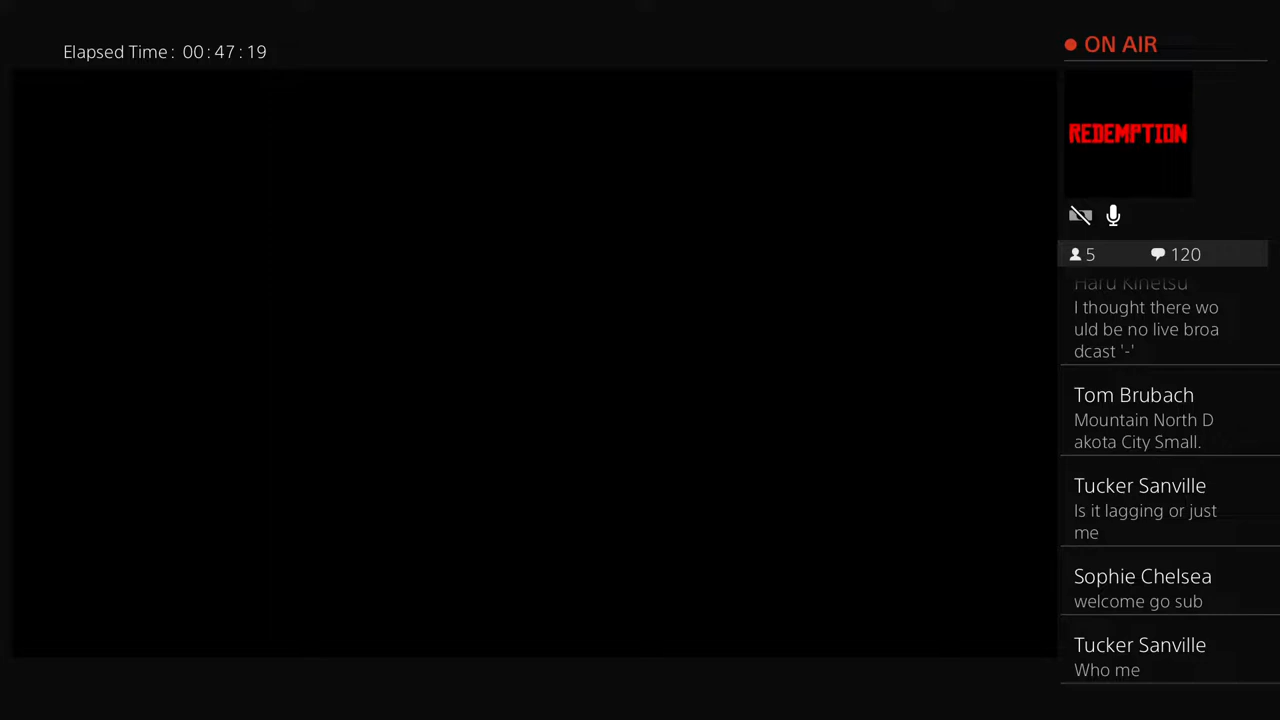 Elapsed Time: 00:47:19
ON AIR
REDEMPTION
5 120
Haru Kinetsu
I thought there wo
uld be no live broa
dcast '-'
Tom Brubach
Mountain North D
akota City Small.
Tucker Sanville
Is it lagging or just
me
Sophie Chelsea
welcome go sub
Tucker Sanville
Who me